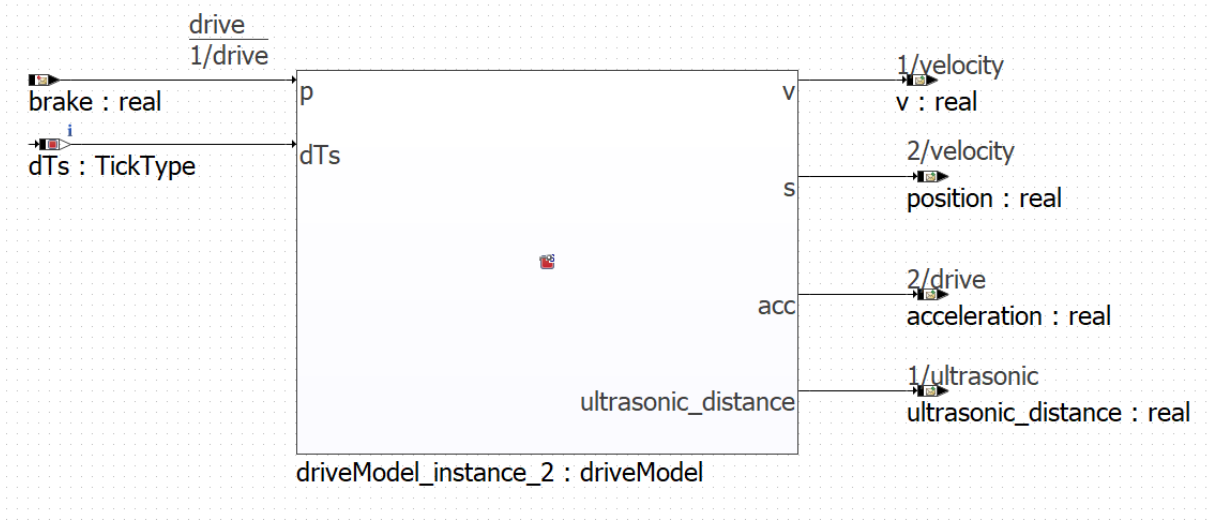 drive
1/drive
brake : real
p
i
dTs : TickType
dTs
v
1/velocity
v : real
s
2/velocity
position : real
acc
2/drive
acceleration : real
ultrasonic_distance
1/ultrasonic
ultrasonic_distance : real
driveModel_instance_2 : driveModel